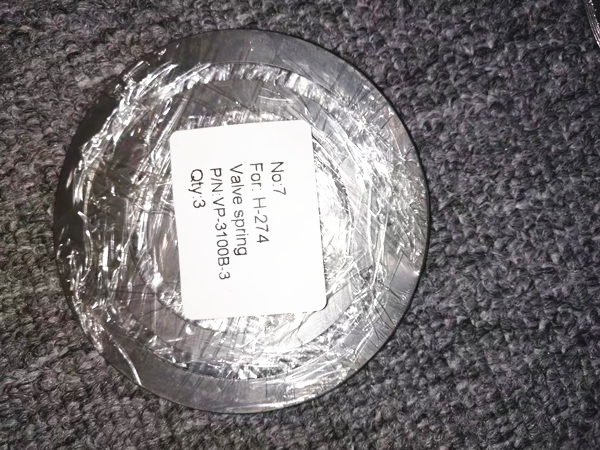 No:7
For: H-274
Valve spring
P/N:VP-3100B-3
Qty:3